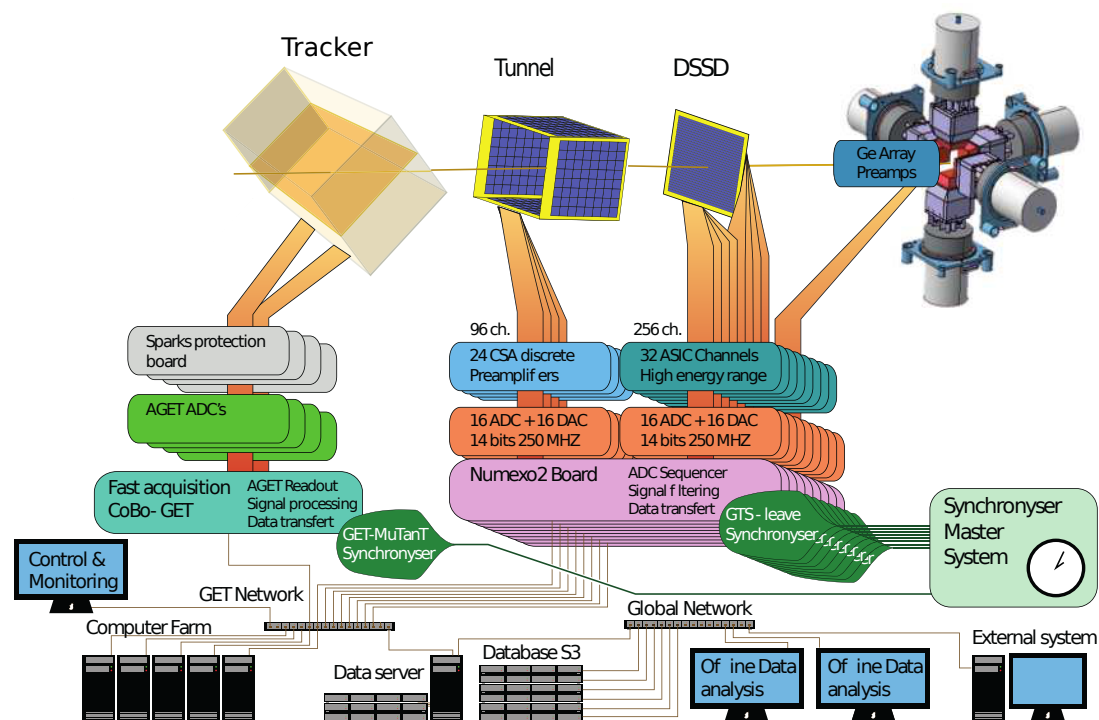 Tracker
Tunnel
DSSD
Ge Array
Preamps
96 ch.
256 ch.
Sparks protection
board
24 CSA discrete
Preamplif ers
32 ASIC Channels
High energy range
AGET ADC's
16 ADC + 16 DAC
14 bits 250 MHZ
16 ADC + 16 DAC
14 bits 250 MHZ
Fast acquisition
CoBo- GET
AGET Readout
Signal processing
Data transfert
Numexo2 Board
ADC Sequencer
Signal f ltering
Data transfert
GET-MuTanT
Synchronyser
GTS - leave
Synchronyser
Synchronyser
Master
System
Control &
Monitoring
GET Network
Global Network
Computer Farm
Data server
Database S3
Of ine Data
analysis
Of ine Data
analysis
External system